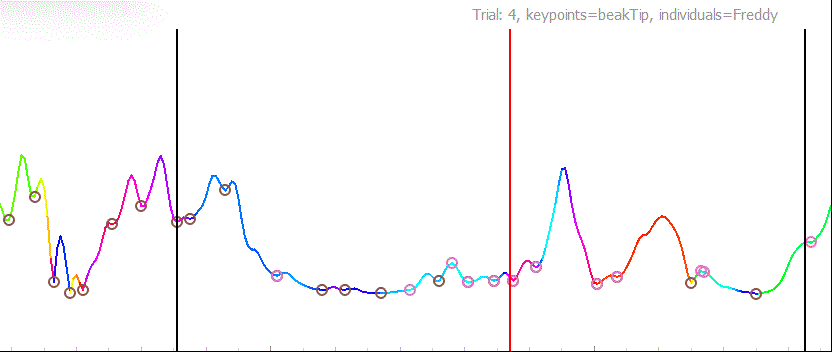 Trial: 4, keypoints=beakTip, individuals=Freddy